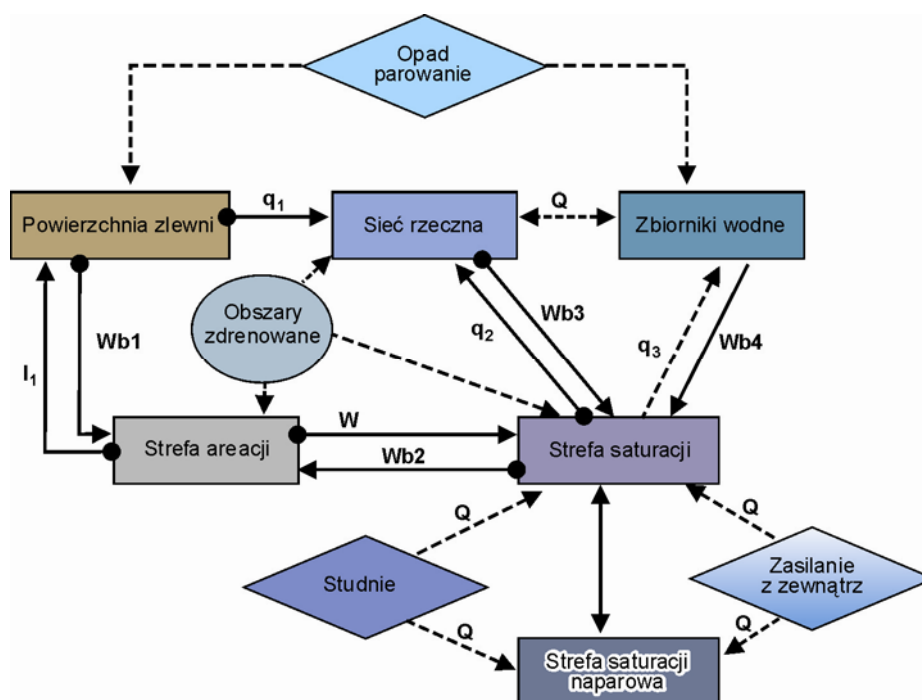 Opad
parowanie
Powierzchnia zlewni
q1
Sieć rzeczna
Q
Zbiorniki wodne
Obszary
zdrenowane
Wb1
I1
q2
Wb3
q3
Wb4
Strefa areacji
W
Wb2
Strefa saturacji
Q
Q
Studnie
Zasilanie
z zewnątrz
Q
Q
Strefa saturacji
naparowa